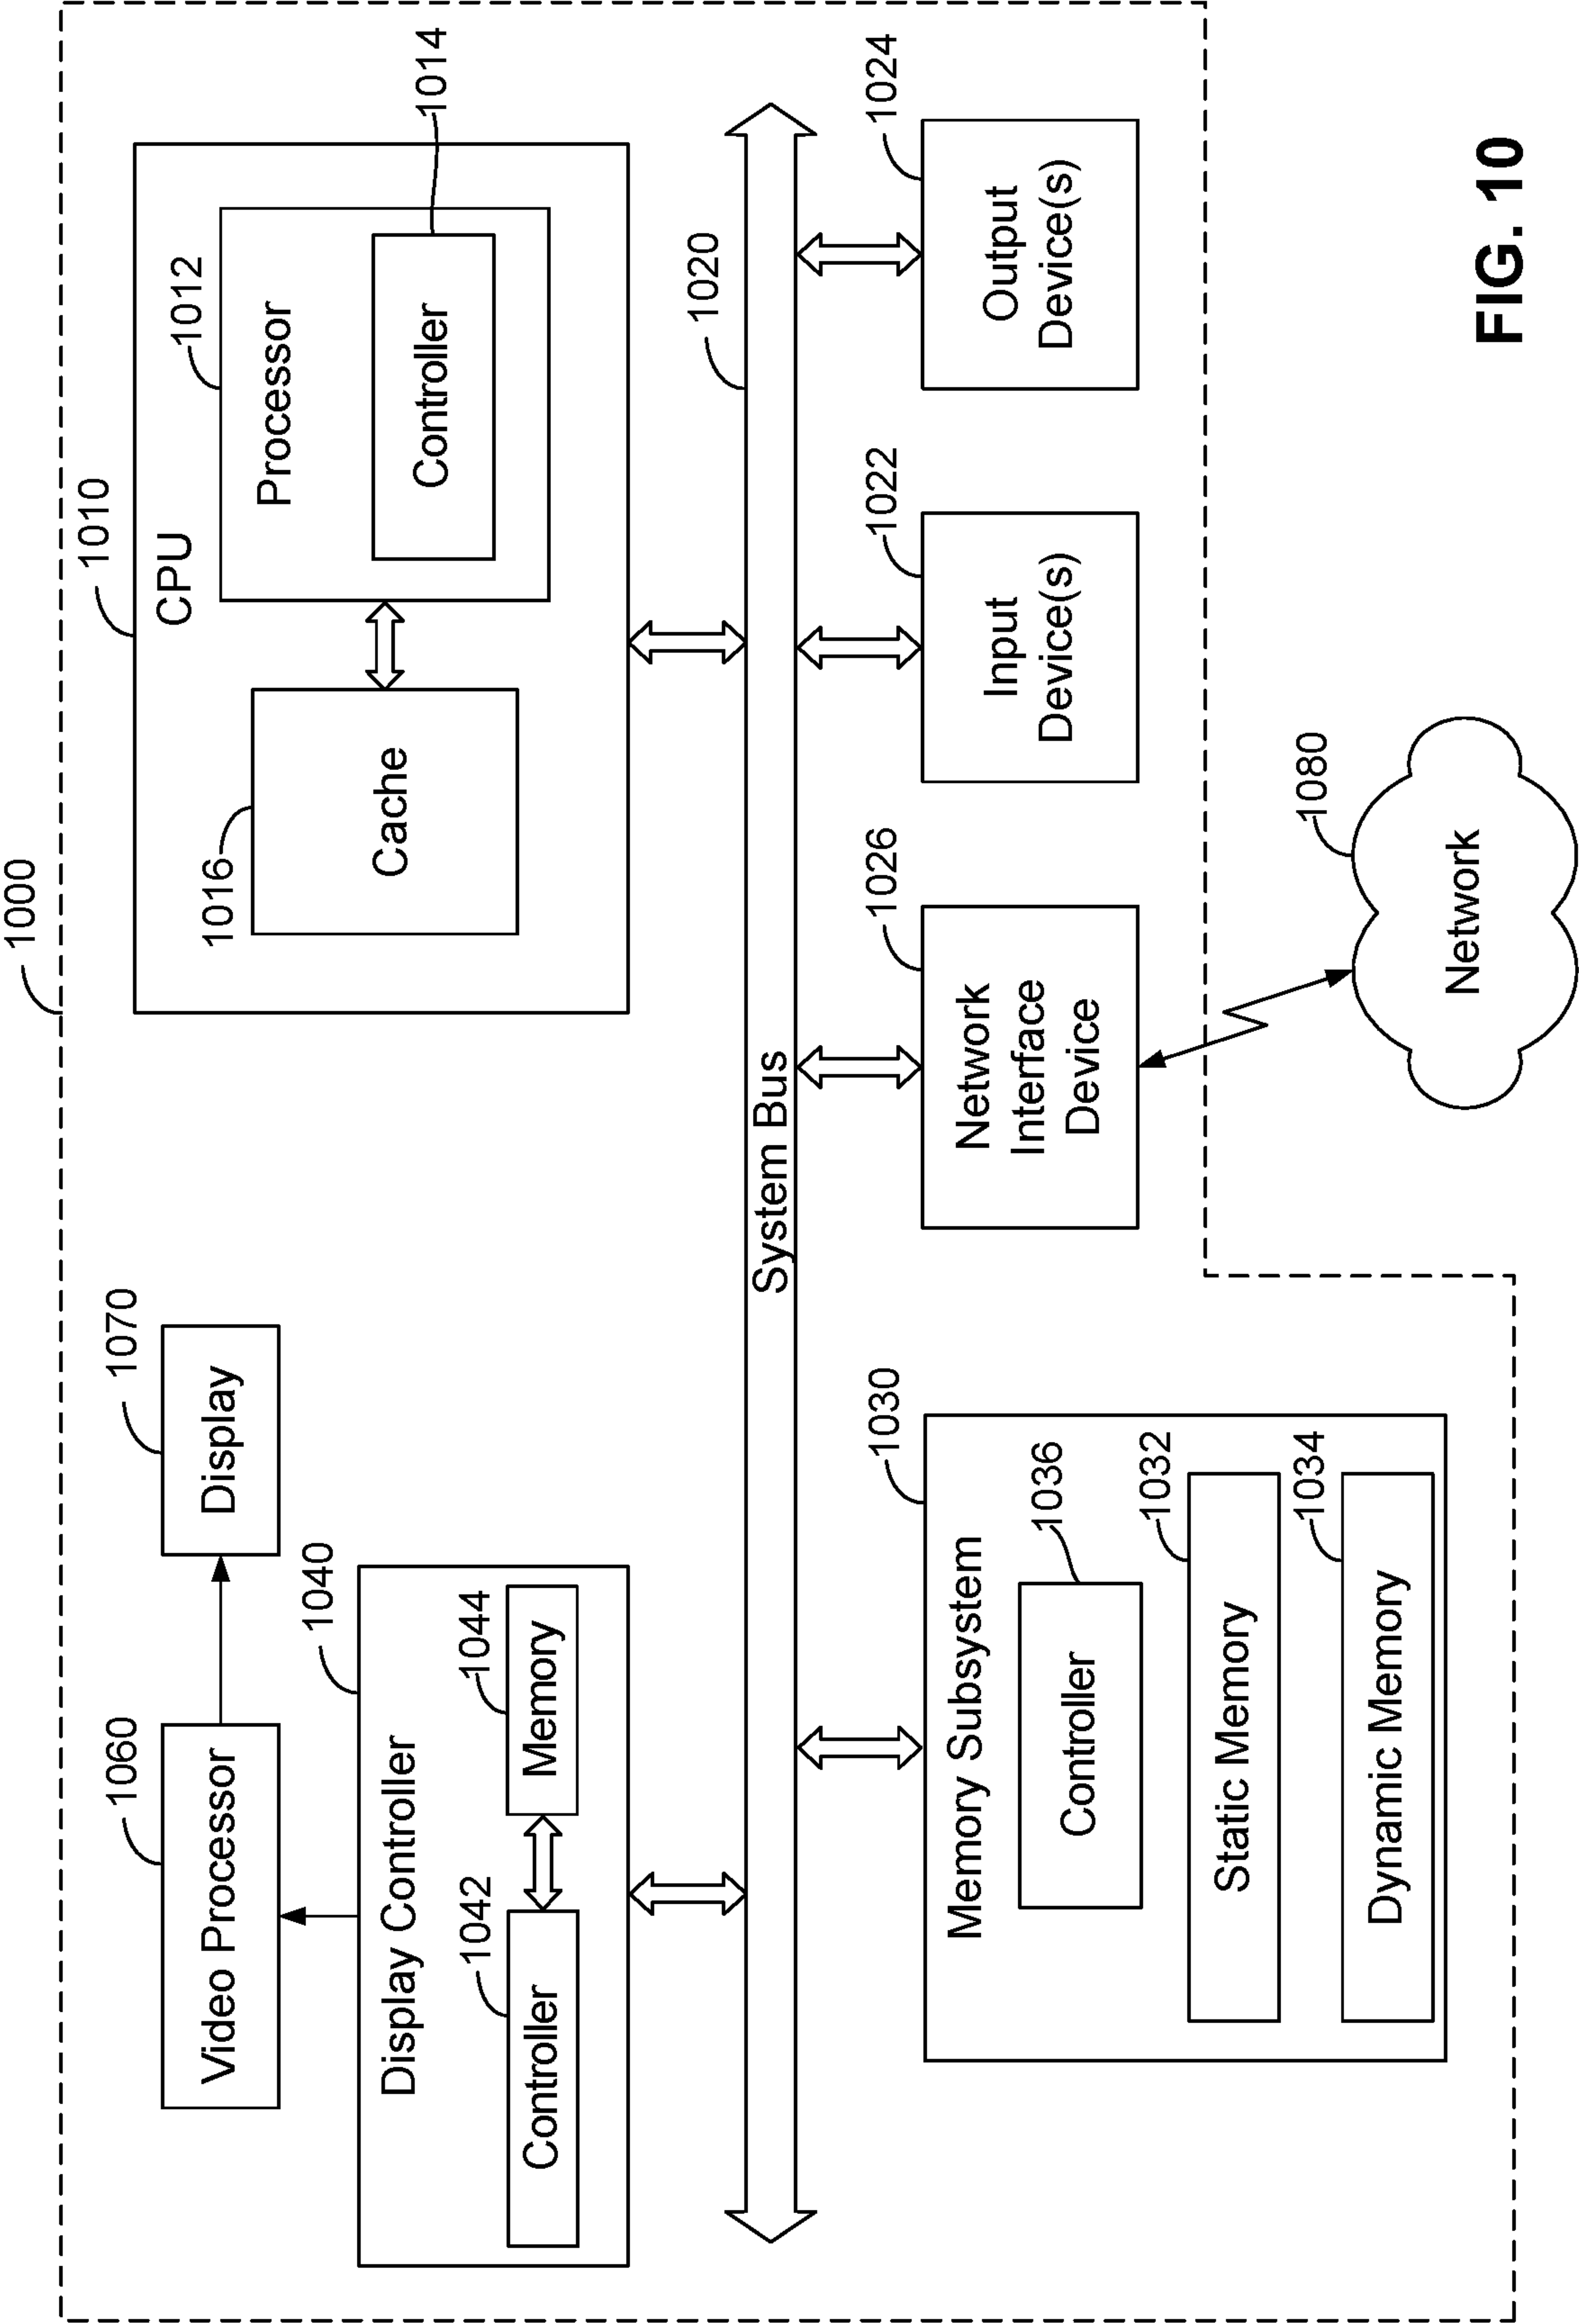 1000
1060
Video Processor
1070
Display
1010
CPU
1016
Cache
1012
Processor
Controller
1014
1040
Display Controller
1042
Controller
1044
Memory
System Bus
1020
1030
Memory Subsystem
1036
Controller
1032
Static Memory
1034
Dynamic Memory
1026
Network
Interface
Device
1022
Input
Device(s)
1024
Output
Device(s)
1080
Network
FIG. 10